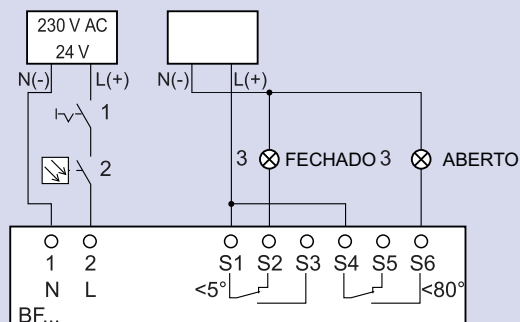 230 V AC
24 V
N(-) L(+) N(-) L(+)
1
2
3 FECHADO 3 ABERTO
1 2 S1 S2 S3 S4 S5 S6
N L <5° <80°
BF...